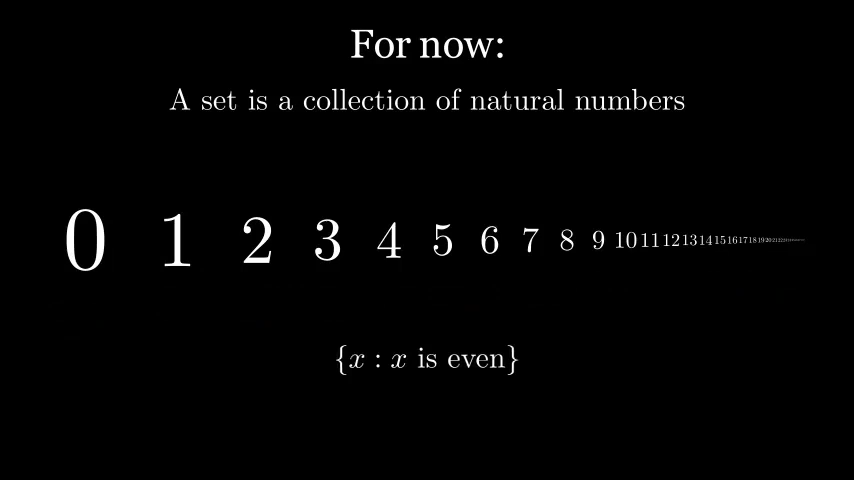 For now:
A set is a collection of natural numbers
0 1 2 3 4 5 6 7 8 9 10 11 12 13 14 15 16 17 18 19 20
{x : x is even}